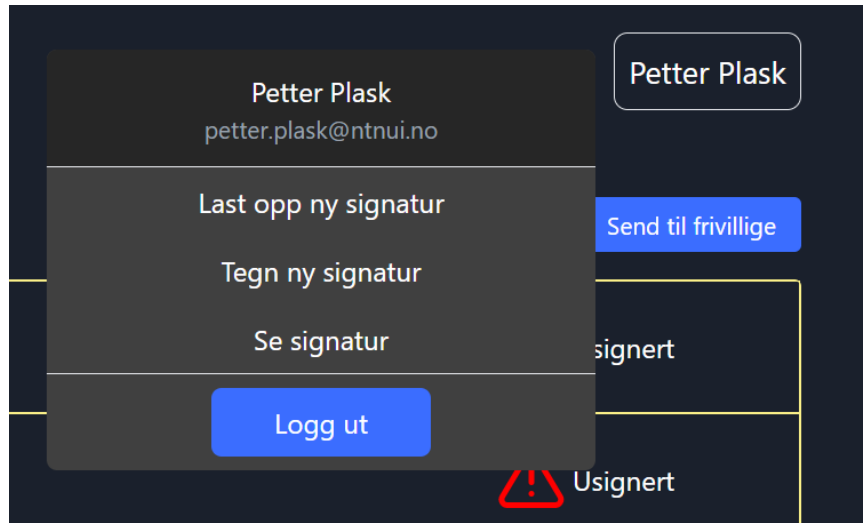 Petter Plask
petter.plask@ntnui.no
Last opp ny signatur
Tegn ny signatur
Se signatur
Logg ut
Petter Plask
Send til frivillige
signert
Usignert